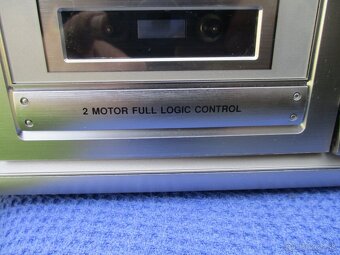 2 MOTOR FULL LOGIC CONTROL